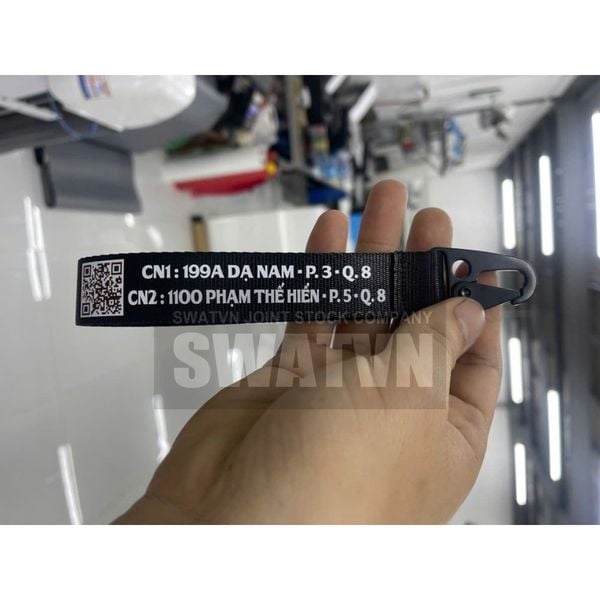 CN1 : 199A DẠ NAM • P. 3 • Q. 8
CN2 : 1100 PHẠM THẾ HIỂN • P. 5 • Q. 8
SWATVN JOINT STOCK COMPANY
SWATVN